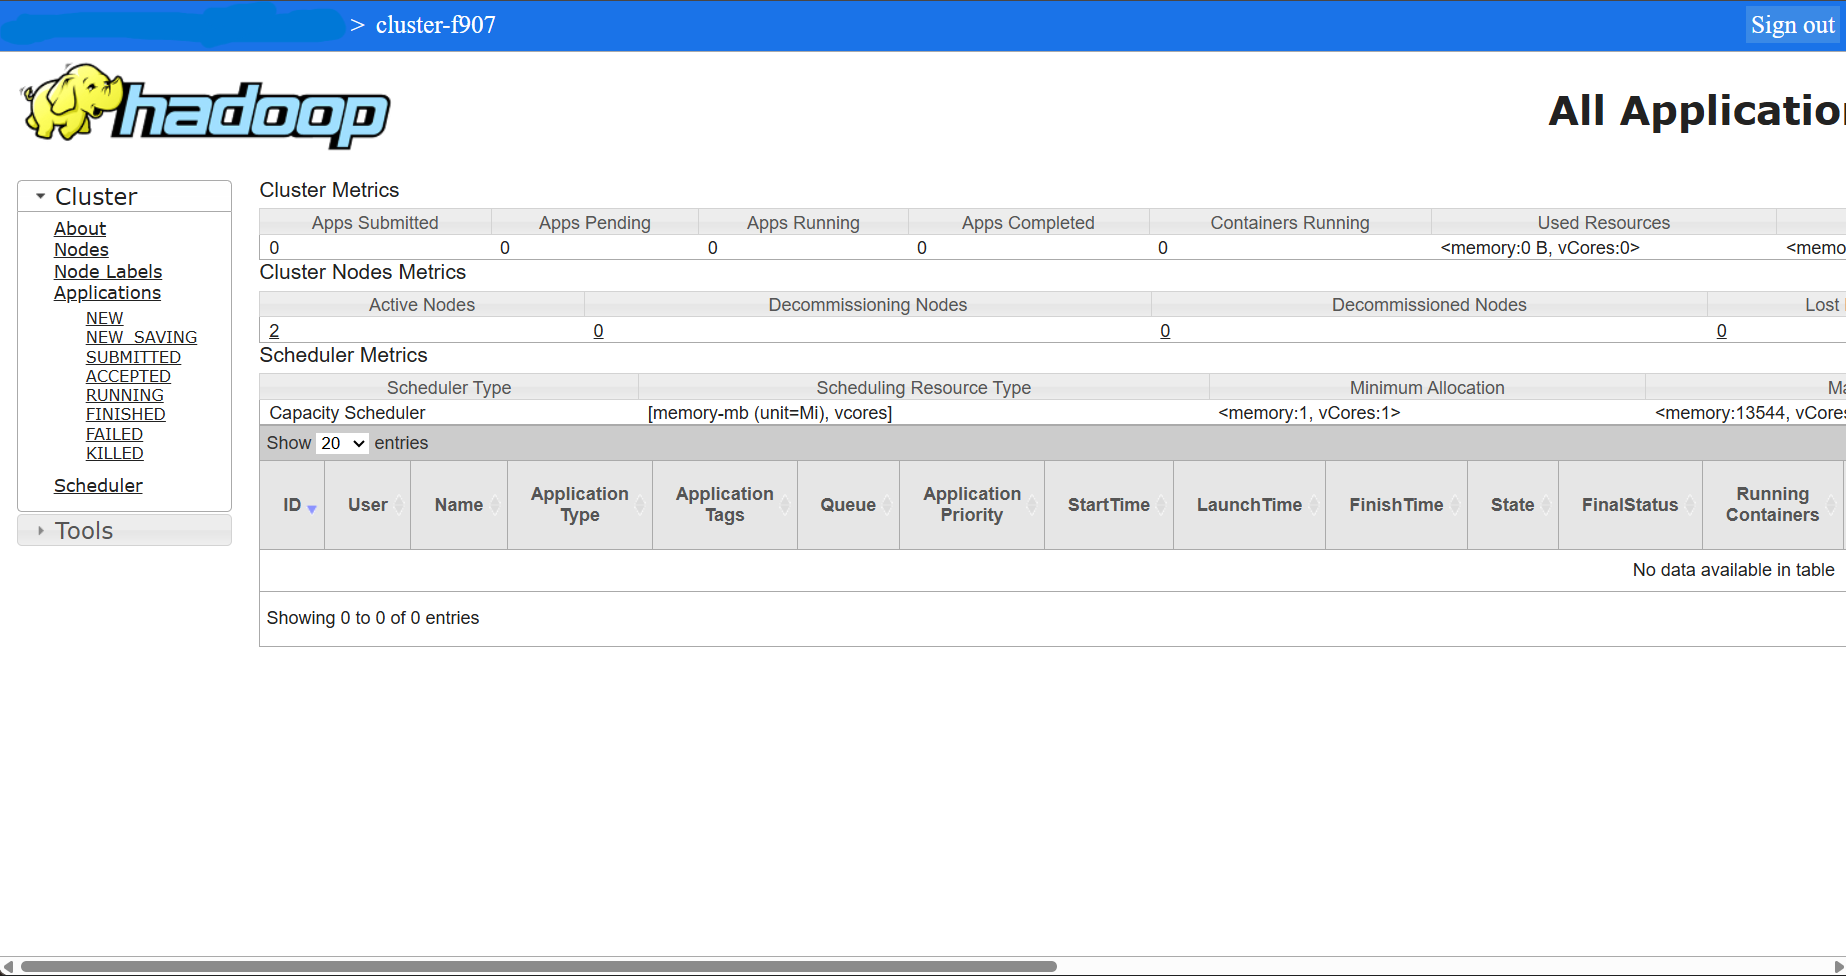 > cluster-f907 Sign out
hadoop
All Application
Cluster
About
Nodes
Node Labels
Applications
NEW
NEW_SAVING
SUBMITTED
ACCEPTED
RUNNING
FINISHED
FAILED
KILLED
Scheduler
Tools
Cluster Metrics
Apps Submitted Apps Pending Apps Running Apps Completed Containers Running Used Resources
0 0 0 0 0 <memory:0 B, vCores:0> <memo
Cluster Nodes Metrics
Active Nodes Decommissioning Nodes Decommissioned Nodes Lost
2 0 0 0
Scheduler Metrics
Scheduler Type Scheduling Resource Type Minimum Allocation Ma
Capacity Scheduler [memory-mb (unit=Mi), vcores] <memory:1, vCores:1> <memory:13544, vCores
Show 20 entries
ID User Name Application Type Application Tags Queue Application Priority StartTime LaunchTime FinishTime State FinalStatus Running Containers
No data available in table
Showing 0 to 0 of 0 entries